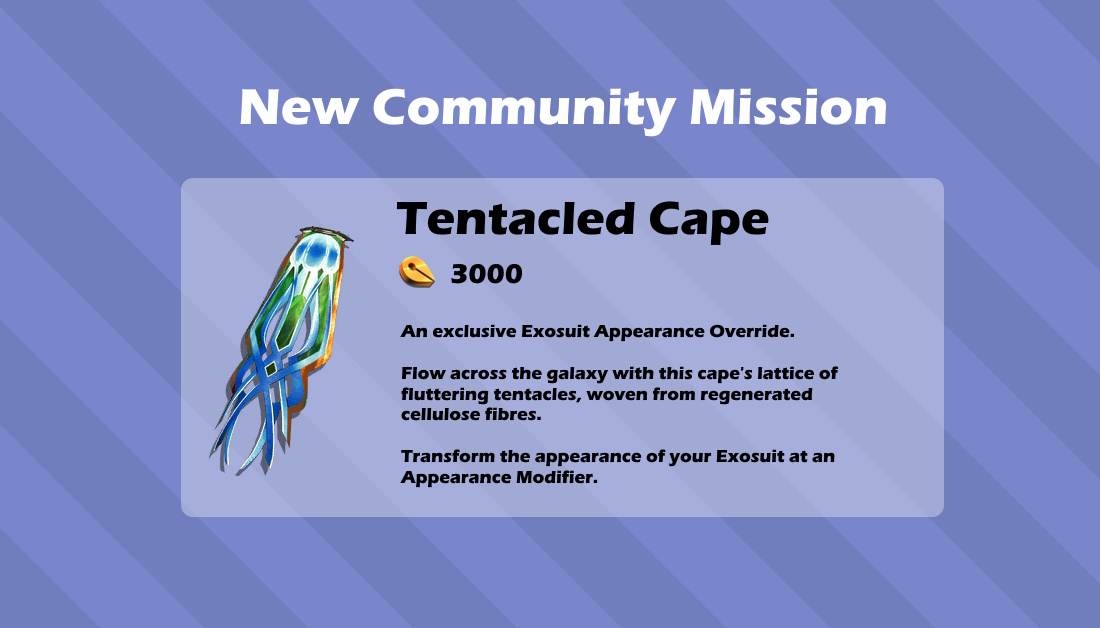 New Community Mission
Tentacled Cape
3000
An exclusive Exosuit Appearance Override.
Flow across the galaxy with this cape's lattice of
fluttering tentacles, woven from regenerated
cellulose fibres.
Transform the appearance of your Exosuit at an
Appearance Modifier.